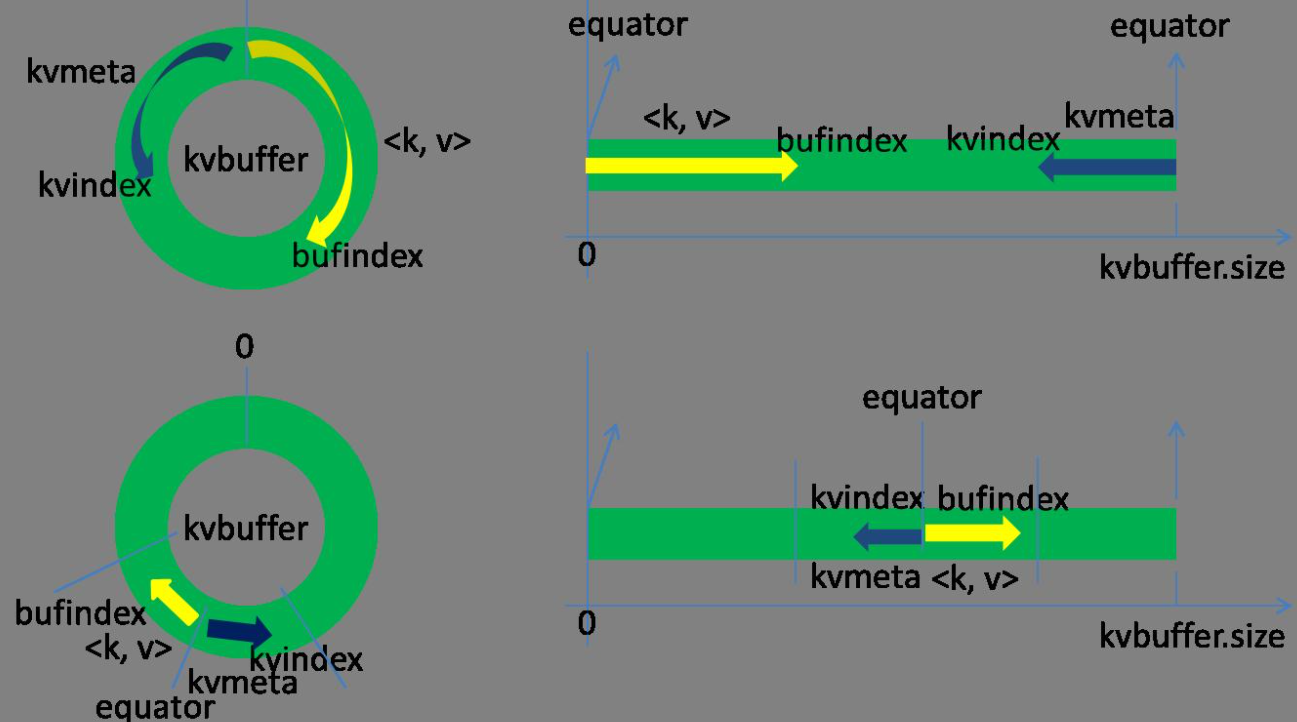 equator
equator
kvmeta
<k, v>
kvbuffer
kvindex
bufindex
<k, v>
bufindex
kvindex
kvmeta
0
kvbuffer.size
0
kvbuffer
bufindex
<k, v>
kvindex
kvmeta
equator
equator
kvindex
bufindex
kvmeta
<k, v>
0
kvbuffer.size